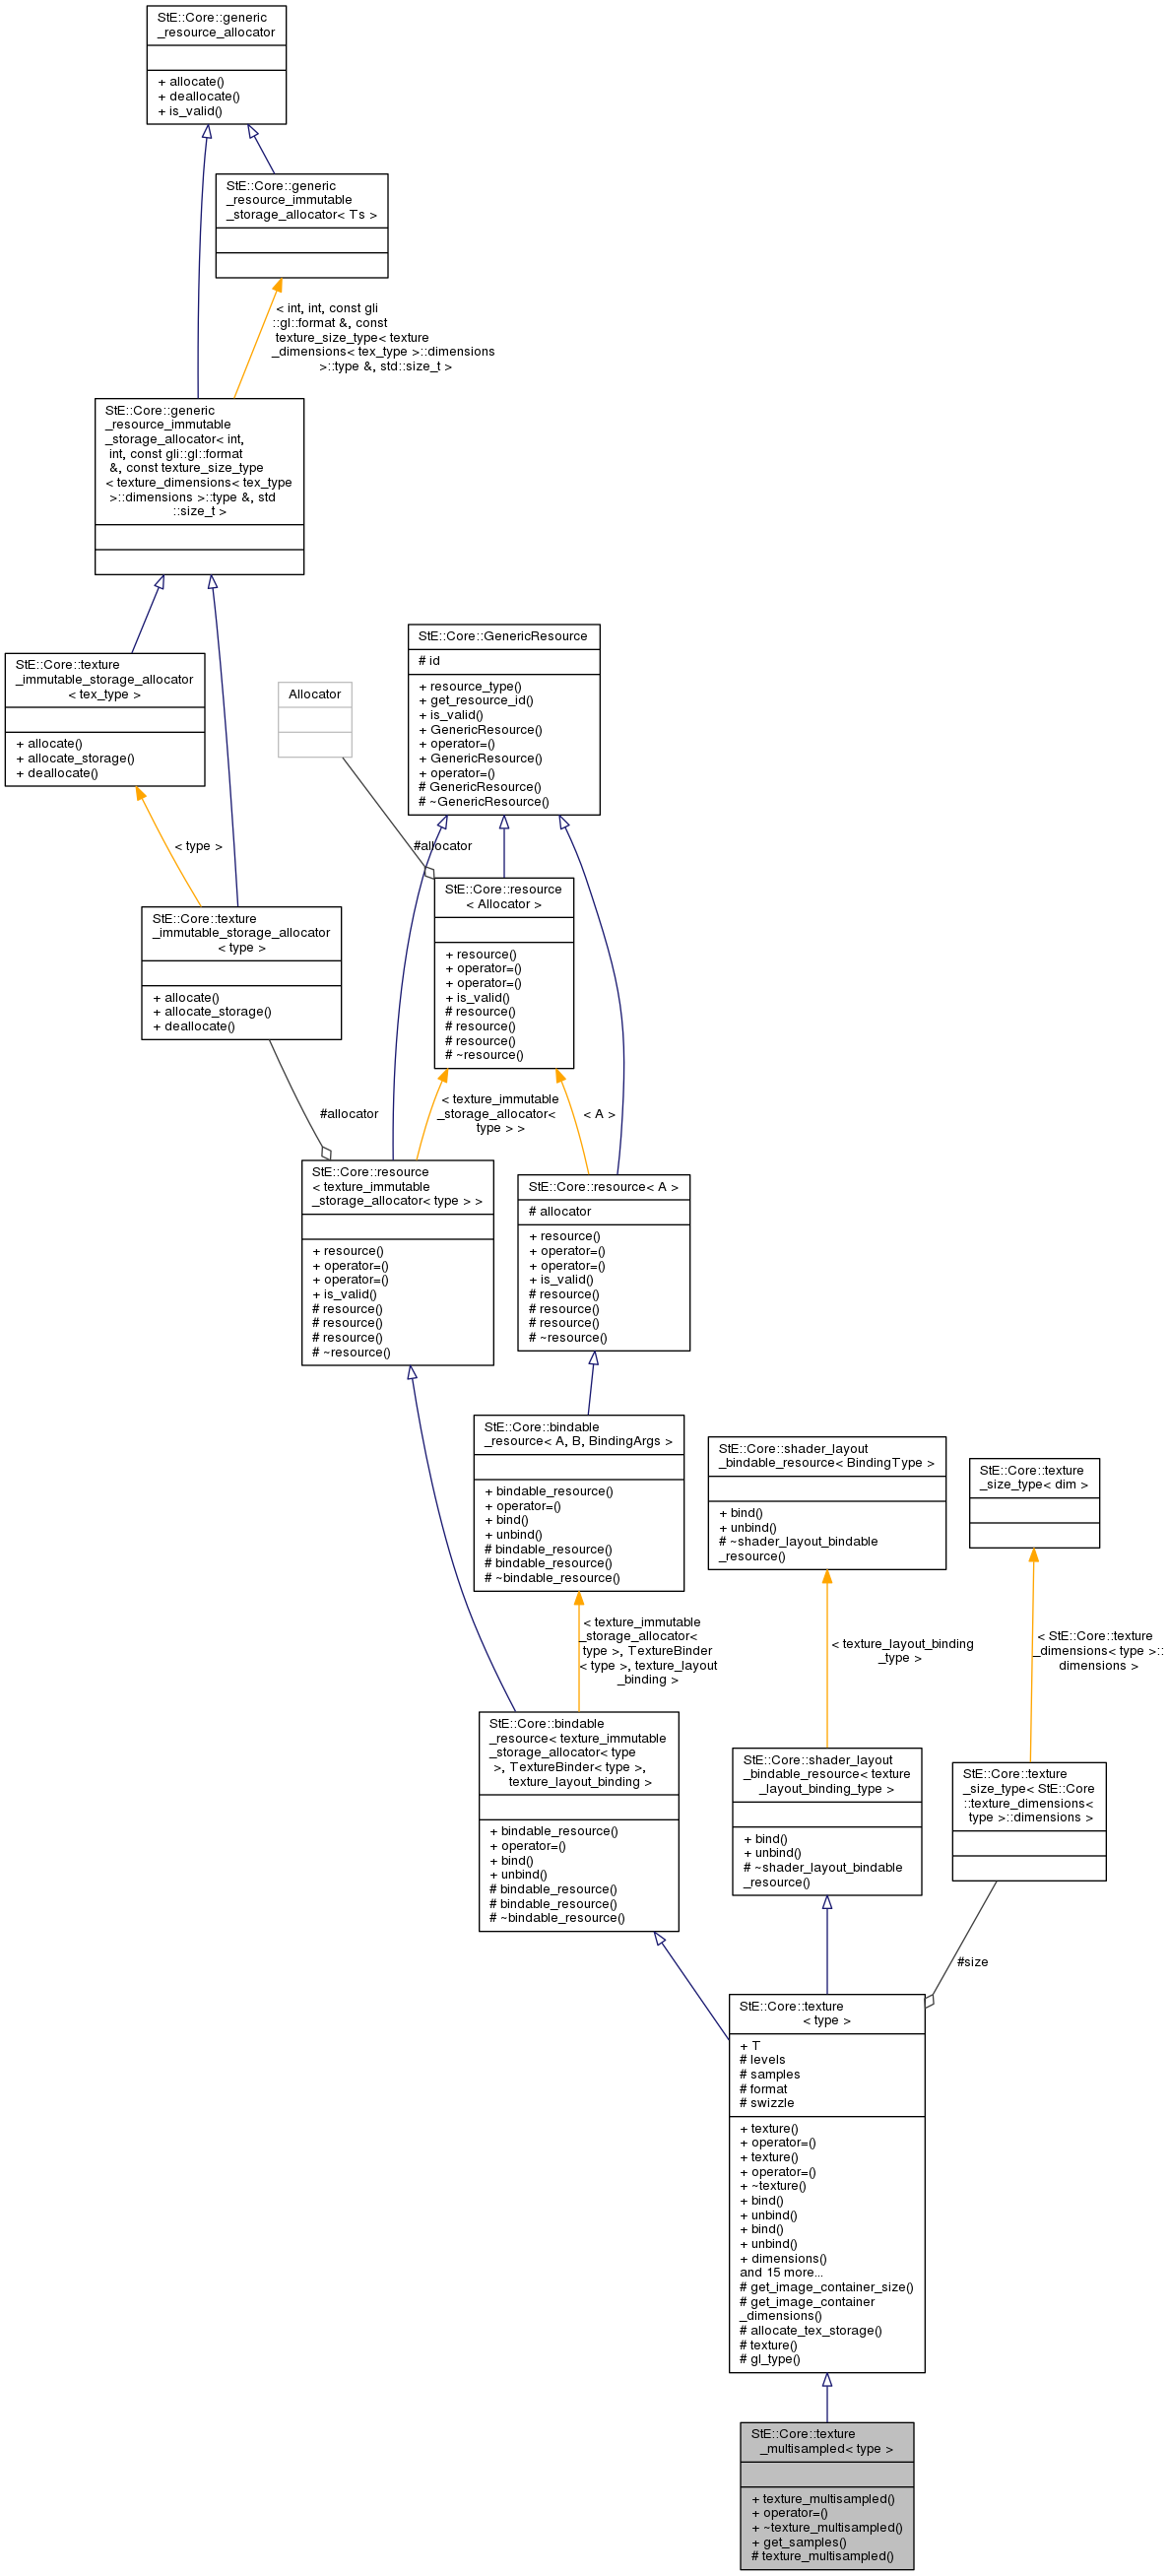 StE::Core::generic
_resource_allocator
+ allocate()
+ deallocate()
+ is_valid()
StE::Core::generic
_resource_immutable
_storage_allocator< Ts >
< int, int, const gli
::gl::format &, const
texture_size_type< texture
_dimensions< tex_type >::dimensions
>::type &, std::size_t >
StE::Core::generic
_resource_immutable
_storage_allocator< int,
int, const gli::gl::format
&, const texture_size_type
< texture_dimensions< tex_type
>::dimensions >::type &, std
::size_t >
StE::Core::texture
_immutable_storage_allocator
< tex_type >
+ allocate()
+ allocate_storage()
+ deallocate()
Allocator
StE::Core::GenericResource
# id
+ resource_type()
+ get_resource_id()
+ is_valid()
+ GenericResource()
+ operator=()
+ GenericResource()
+ operator=()
# GenericResource()
# ~GenericResource()
< type >
#allocator
StE::Core::texture
_immutable_storage_allocator
< type >
+ allocate()
+ allocate_storage()
+ deallocate()
StE::Core::resource
< Allocator >
+ resource()
+ operator=()
+ operator=()
+ is_valid()
# resource()
# resource()
# resource()
# ~resource()
#allocator
< texture_immutable
_storage_allocator<
type > >
< A >
StE::Core::resource
< texture_immutable
_storage_allocator< type > >
+ resource()
+ operator=()
+ operator=()
+ is_valid()
# resource()
# resource()
# resource()
# ~resource()
StE::Core::resource< A >
# allocator
+ resource()
+ operator=()
+ operator=()
+ is_valid()
# resource()
# resource()
# resource()
# ~resource()
StE::Core::bindable
_resource< A, B, BindingArgs >
+ bindable_resource()
+ operator=()
+ bind()
+ unbind()
# bindable_resource()
# bindable_resource()
# ~bindable_resource()
StE::Core::shader_layout
_bindable_resource< BindingType >
+ bind()
+ unbind()
# ~shader_layout_bindable
_resource()
StE::Core::texture
_size_type< dim >
< texture_immutable
_storage_allocator<
type >, TextureBinder
< type >, texture_layout
_binding >
< texture_layout_binding
_type >
< StE::Core::texture
_dimensions< type >::
dimensions >
StE::Core::bindable
_resource< texture_immutable
_storage_allocator< type
>, TextureBinder< type >,
texture_layout_binding >
+ bindable_resource()
+ operator=()
+ bind()
+ unbind()
# bindable_resource()
# bindable_resource()
# ~bindable_resource()
StE::Core::shader_layout
_bindable_resource< texture
_layout_binding_type >
+ bind()
+ unbind()
# ~shader_layout_bindable
_resource()
StE::Core::texture
_size_type< StE::Core
::texture_dimensions<
type >::dimensions >
#size
StE::Core::texture
< type >
+ T
# levels
# samples
# format
# swizzle
+ texture()
+ operator=()
+ texture()
+ operator=()
+ ~texture()
+ bind()
+ unbind()
+ bind()
+ unbind()
+ dimensions()
and 15 more...
# get_image_container_size()
# get_image_container
_dimensions()
# allocate_tex_storage()
# texture()
# gl_type()
StE::Core::texture
_multisampled< type >
+ texture_multisampled()
+ operator=()
+ ~texture_multisampled()
+ get_samples()
# texture_multisampled()